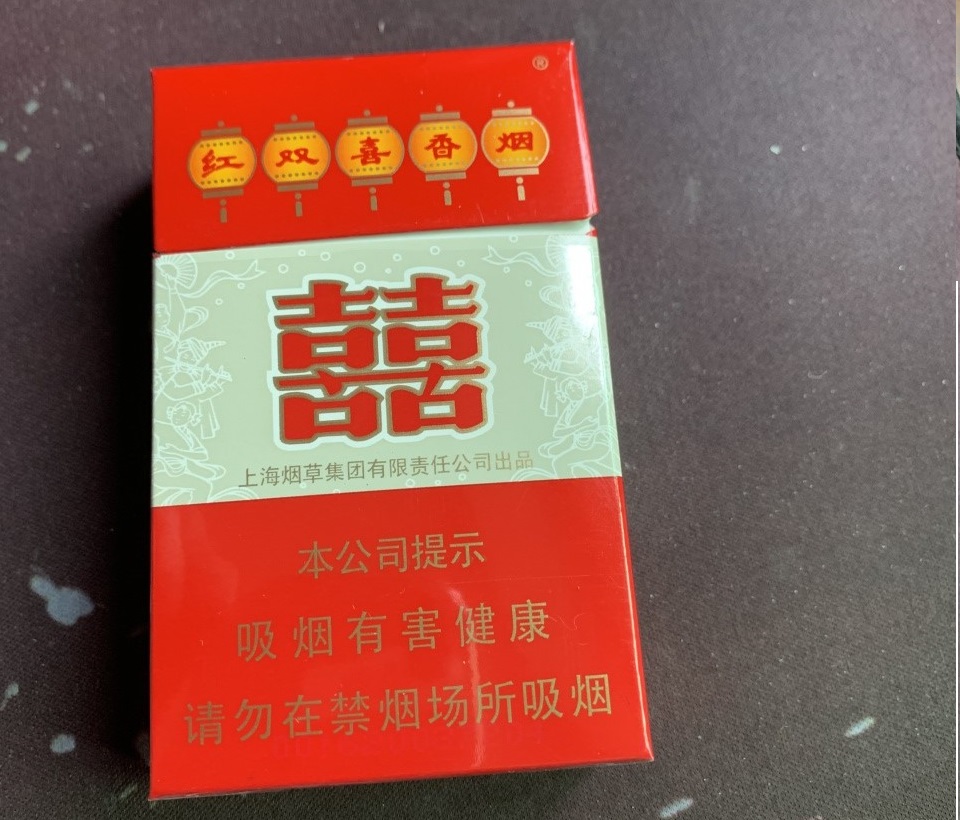 ®
红双喜香烟
囍
上海烟草集团有限责任公司出品
本公司提示
吸烟有害健康
请勿在禁烟场所吸烟